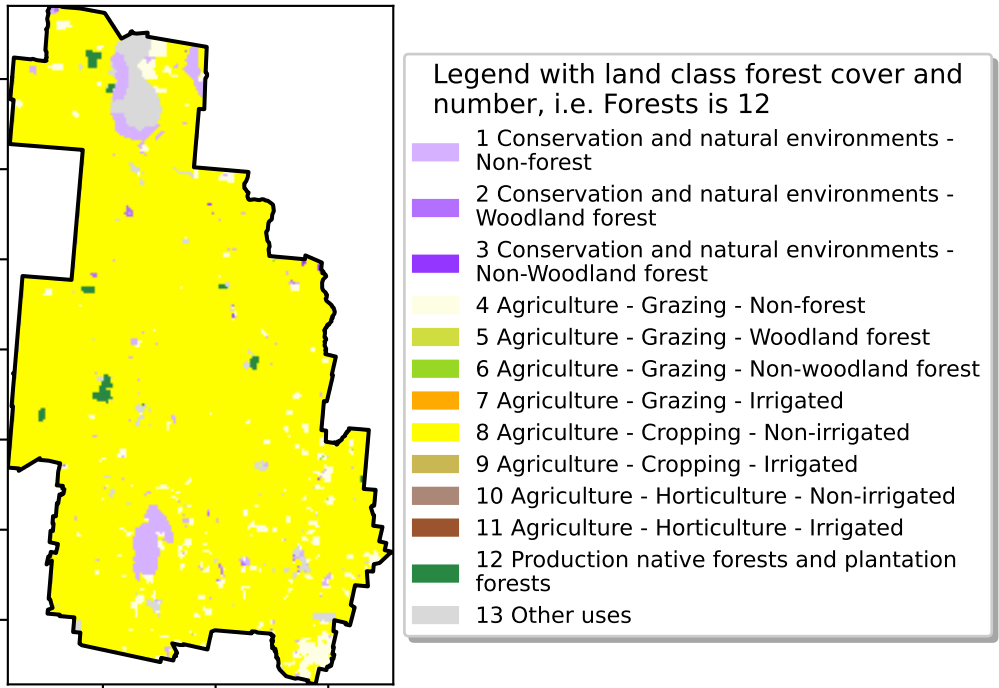 Legend with land class forest cover and
number, i.e. Forests is 12
1 Conservation and natural environments -
Non-forest
2 Conservation and natural environments -
Woodland forest
3 Conservation and natural environments -
Non-Woodland forest
4 Agriculture - Grazing - Non-forest
5 Agriculture - Grazing - Woodland forest
6 Agriculture - Grazing - Non-woodland forest
7 Agriculture - Grazing - Irrigated
8 Agriculture - Cropping - Non-irrigated
9 Agriculture - Cropping - Irrigated
10 Agriculture - Horticulture - Non-irrigated
11 Agriculture - Horticulture - Irrigated
12 Production native forests and plantation
forests
13 Other uses